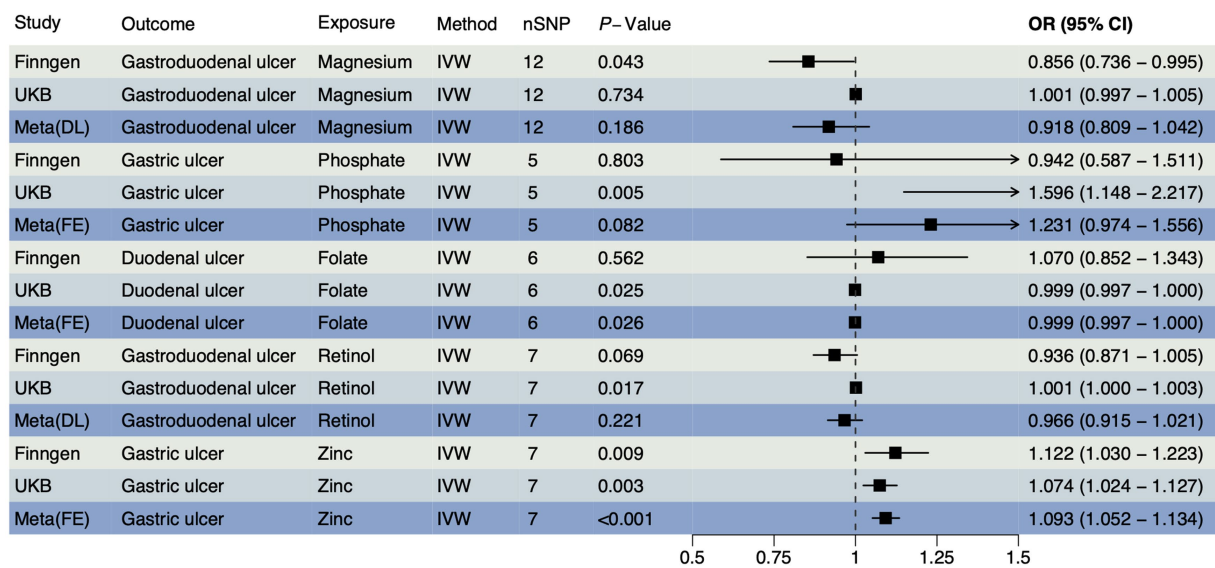 Study Outcome Exposure Method nSNP P−Value OR (95% CI)
Finngen Gastroduodenal ulcer Magnesium IVW 12 0.043 0.856 (0.736 − 0.995)
UKB Gastroduodenal ulcer Magnesium IVW 12 0.734 1.001 (0.997 − 1.005)
Meta(DL) Gastroduodenal ulcer Magnesium IVW 12 0.186 0.918 (0.809 − 1.042)
Finngen Gastric ulcer Phosphate IVW 5 0.803 0.942 (0.587 − 1.511)
UKB Gastric ulcer Phosphate IVW 5 0.005 1.596 (1.148 − 2.217)
Meta(FE) Gastric ulcer Phosphate IVW 5 0.082 1.231 (0.974 − 1.556)
Finngen Duodenal ulcer Folate IVW 6 0.562 1.070 (0.852 − 1.343)
UKB Duodenal ulcer Folate IVW 6 0.025 0.999 (0.997 − 1.000)
Meta(FE) Duodenal ulcer Folate IVW 6 0.026 0.999 (0.997 − 1.000)
Finngen Gastroduodenal ulcer Retinol IVW 7 0.069 0.936 (0.871 − 1.005)
UKB Gastroduodenal ulcer Retinol IVW 7 0.017 1.001 (1.000 − 1.003)
Meta(DL) Gastroduodenal ulcer Retinol IVW 7 0.221 0.966 (0.915 − 1.021)
Finngen Gastric ulcer Zinc IVW 7 0.009 1.122 (1.030 − 1.223)
UKB Gastric ulcer Zinc IVW 7 0.003 1.074 (1.024 − 1.127)
Meta(FE) Gastric ulcer Zinc IVW 7 <0.001 1.093 (1.052 − 1.134)
0.5 0.75 1 1.25 1.5